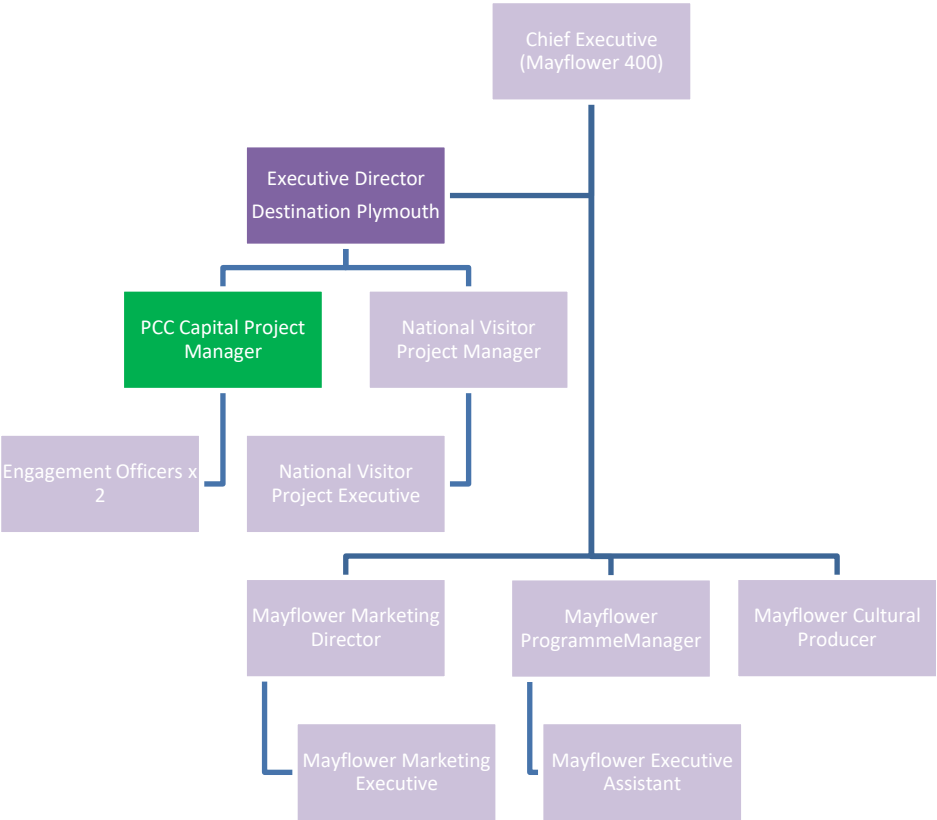 Chief Executive
(Mayflower 400)
Executive Director
Destination Plymouth
PCC Capital Project
Manager
National Visitor
Project Manager
Engagement Officers x
2
National Visitor
Project Executive
Mayflower Marketing
Director
Mayflower
ProgrammeManager
Mayflower Cultural
Producer
Mayflower Marketing
Executive
Mayflower Executive
Assistant